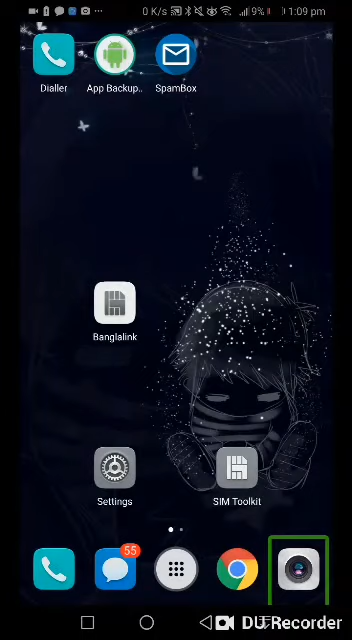 0 K/s 9% 1:09 pm
Dialler App Backup.. SpamBox
Banglalink
Settings SIM Toolkit
55
DU Recorder